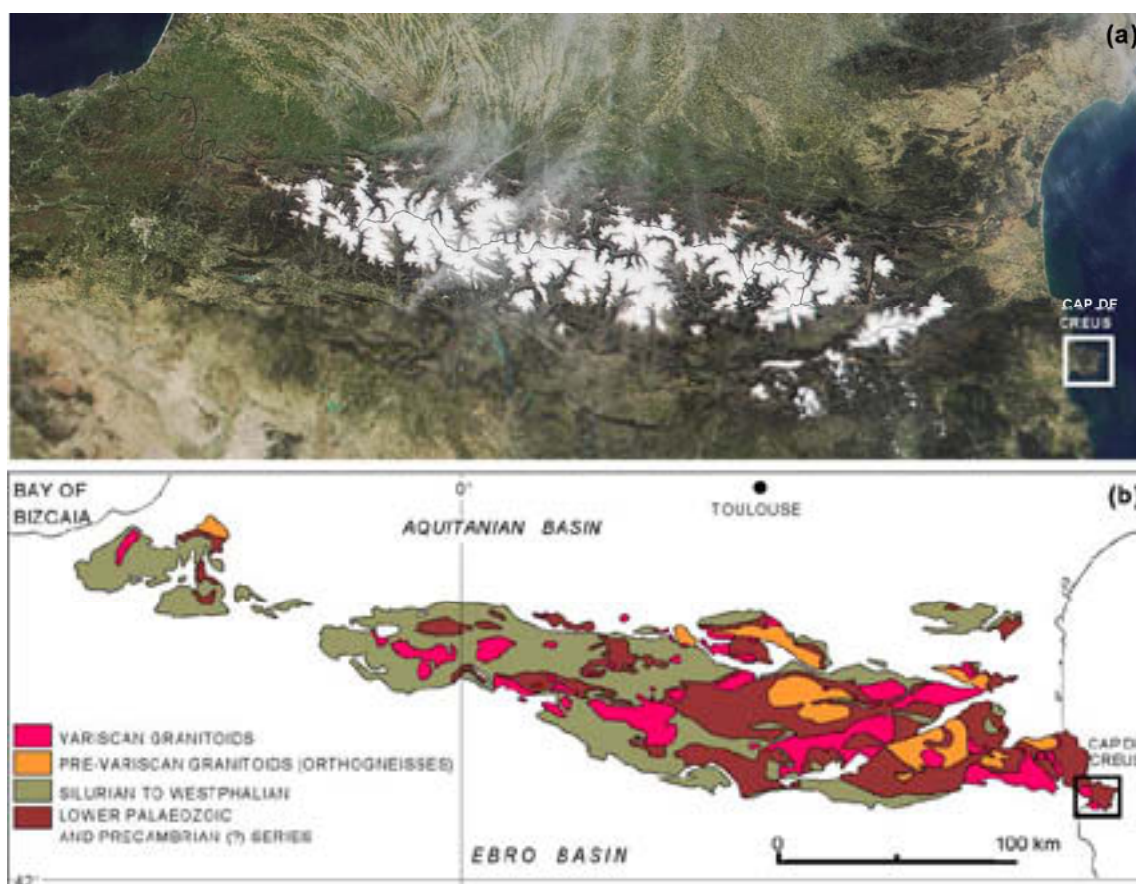 (a)
CAP DE
CREUS
BAY OF
BIZCAIA
0°
(b)
TOULOUSE
AQUITANIAN BASIN
CAP DE
CREUS
VARISCAN GRANITOIDS
PRE-VARISCAN GRANITOIDS (ORTHOGNEISSES)
SILURIAN TO WESTPHALIAN
LOWER PALAEOZOIC
AND PRECAMBRIAN (?) SERIES
EBRO BASIN
0
100 km
42°